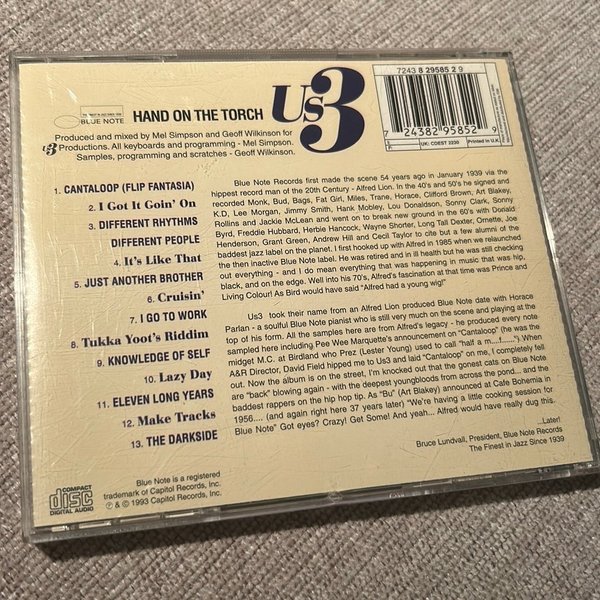 THE FINEST IN JAZZ SINCE 1939
BLUE NOTE
HAND ON THE TORCH
Us3
Produced and mixed by Mel Simpson and Geoff Wilkinson for
Us3 Productions. All keyboards and programming - Mel Simpson.
Samples, programming and scratches - Geoff Wilkinson.
7243 8 29585 2 9
7 24382 95852 9
UK: CDEST 2230
Printed in U.K.
1. CANTALOOP (FLIP FANTASIA)
2. I Got It Goin' On
3. DIFFERENT RHYTHMS
DIFFERENT PEOPLE
4. It's Like That
5. JUST ANOTHER BROTHER
6. Cruisin'
7. I GO TO WORK
8. Tukka Yoot's Riddim
9. KNOWLEDGE OF SELF
10. Lazy Day
11. ELEVEN LONG YEARS
12. Make Tracks
13. THE DARKSIDE
Blue Note Records first made the scene 54 years ago in January 1939 via the
hippest record man of the 20th Century - Alfred Lion. In the 40's and 50's he signed and
recorded Monk, Bud, Bags, Fat Girl, Miles, Trane, Horace, Clifford Brown, Art Blakey,
K.D, Lee Morgan, Jimmy Smith, Hank Mobley, Lou Donaldson, Sonny Clark, Sonny
Rollins and Jackie McLean and went on to break new ground in the 60's with Donald
Byrd, Freddie Hubbard, Herbie Hancock, Wayne Shorter, Long Tall Dexter, Ornette, Joe
Henderson, Grant Green, Andrew Hill and Cecil Taylor to cite but a few alumni of the
baddest jazz label on the planet. I first hooked up with Alfred in 1985 when we relaunched
the then inactive Blue Note label. He was retired and in ill health but he was still checking
out everything - and I do mean everything that was happening in music that was hip,
black, and on the edge. Well into his 70's, Alfred's fascination at that time was Prince and
Living Colour! As Bird would have said "Alfred had a young wig!"
Us3 took their name from an Alfred Lion produced Blue Note date with Horace
Parlan - a soulful Blue Note pianist who is still very much on the scene and playing at the
top of his form. All the samples here are from Alfred's legacy - he produced every note
sampled here including Pee Wee Marquette's announcement on "Cantaloop" (he was the
midget M.C. at Birdland who Prez (Lester Young) used to call "half a m....f....") When
A&R Director, David Field hipped me to Us3 and laid "Cantaloop" on me, I completely fell
out. Now the album is on the street, I'm knocked out that the gonest cats on Blue Note
are "back" blowing again - with the deepest youngbloods from across the pond... and the
baddest rappers on the hip hop tip. As "Bu" (Art Blakey) announced at Cafe Bohemia in
1956.... (and again right here 37 years later) "We're having a little cooking session for
Blue Note" Got eyes? Crazy! Get Some! And yeah... Alfred would have really dug this.
...Later!
Bruce Lundvall, President, Blue Note Records
The Finest in Jazz Since 1939
COMPACT
disc
DIGITAL AUDIO
Blue Note is a registered
trademark of Capitol Records, Inc.
℗ & © 1993 Capitol Records, Inc.